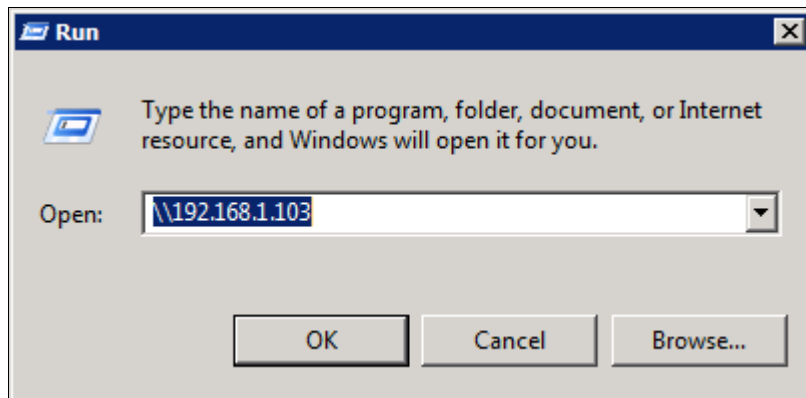 Run
Type the name of a program, folder, document, or Internet
resource, and Windows will open it for you.
Open: \\192.168.1.103
OK Cancel Browse...